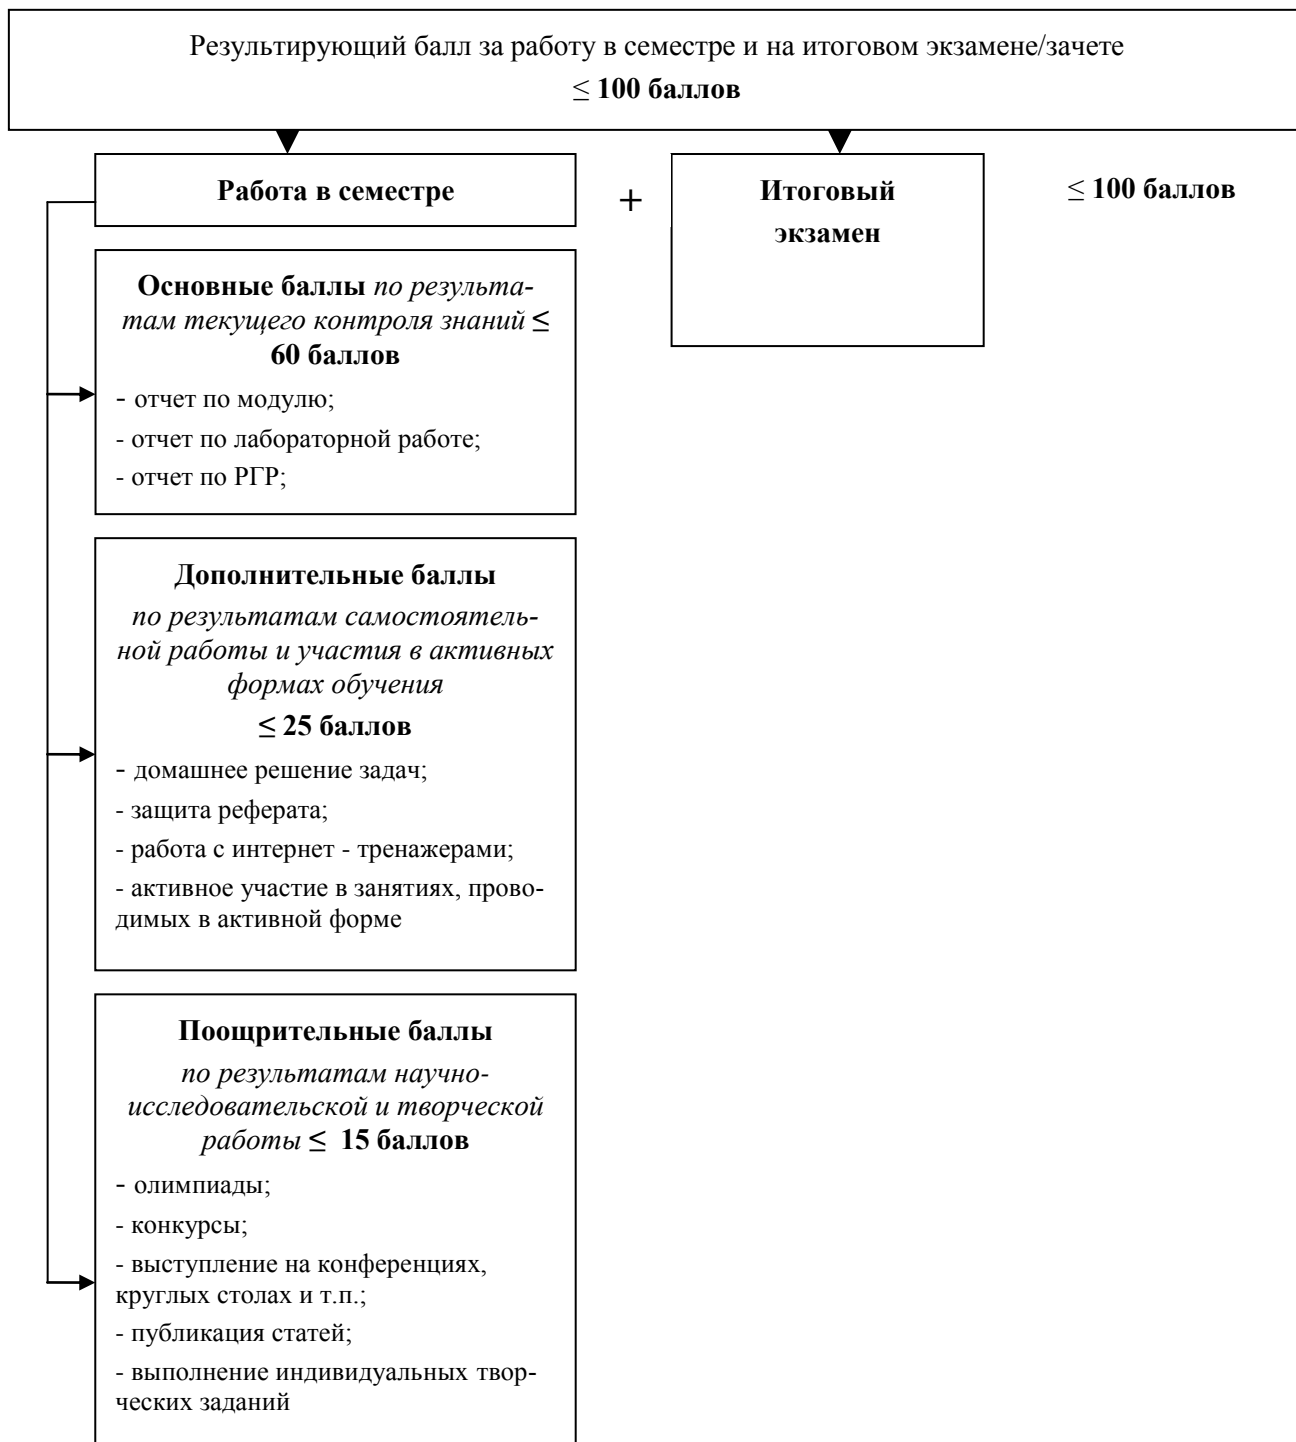 Результирующий балл за работу в семестре и на итоговом экзамене/зачете
≤ 100 баллов
Работа в семестре
+
Итоговый
экзамен
≤ 100 баллов
Основные баллы по результа-
там текущего контроля знаний ≤
60 баллов
- отчет по модулю;
- отчет по лабораторной работе;
- отчет по РГР;
Дополнительные баллы
по результатам самостоятель-
ной работы и участия в активных
формах обучения
≤ 25 баллов
- домашнее решение задач;
- защита реферата;
- работа с интернет - тренажерами;
- активное участие в занятиях, прово-
димых в активной форме
Поощрительные баллы
по результатам научно-
исследовательской и творческой
работы ≤ 15 баллов
- олимпиады;
- конкурсы;
- выступление на конференциях,
круглых столах и т.п.;
- публикация статей;
- выполнение индивидуальных твор-
ческих заданий